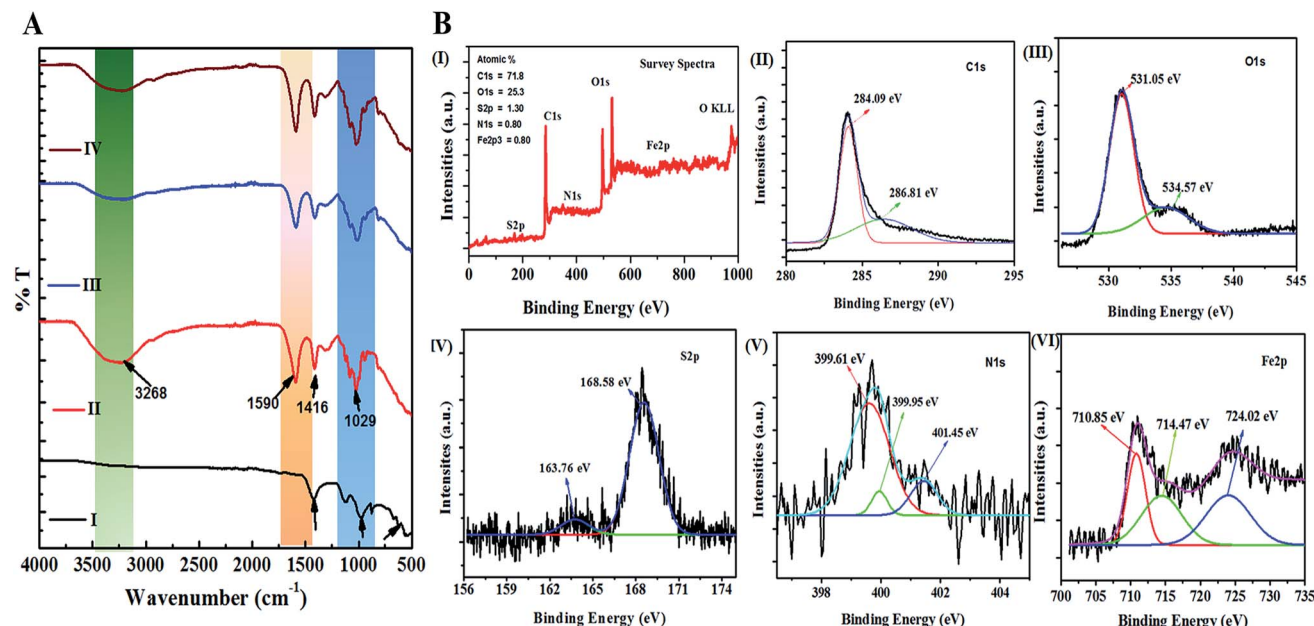 A
% T
IV
III
II
I
3268
1590
1416
1029
4000 3500 3000 2500 2000 1500 1000 500
Wavenumber (cm-1)
B
(I)
Intensities (a.u.)
Atomic %
C1s = 71.8
O1s = 25.3
S2p = 1.30
N1s = 0.80
Fe2p3 = 0.80
Survey Spectra
O1s
O KLL
C1s
Fe2p
N1s
S2p
0 200 400 600 800 1000
Binding Energy (eV)
(II)
Intensities (a.u.)
C1s
284.09 eV
286.81 eV
280 285 290 295
Binding Energy (eV)
(III)
Intensities (a.u.)
O1s
531.05 eV
534.57 eV
530 535 540 545
Binding Energy (eV)
[V)
Intensities (a.u.)
S2p
168.58 eV
163.76 eV
156 159 162 165 168 171 174
Binding Energy (eV)
(V)
Intensities (a.u.)
N1s
399.61 eV
399.95 eV
401.45 eV
398 400 402 404
Binding Energy (eV)
(VI)
Intensities (a.u.)
Fe2p
710.85 eV
714.47 eV
724.02 eV
700 705 710 715 720 725 730 735
Binding Energy (eV)